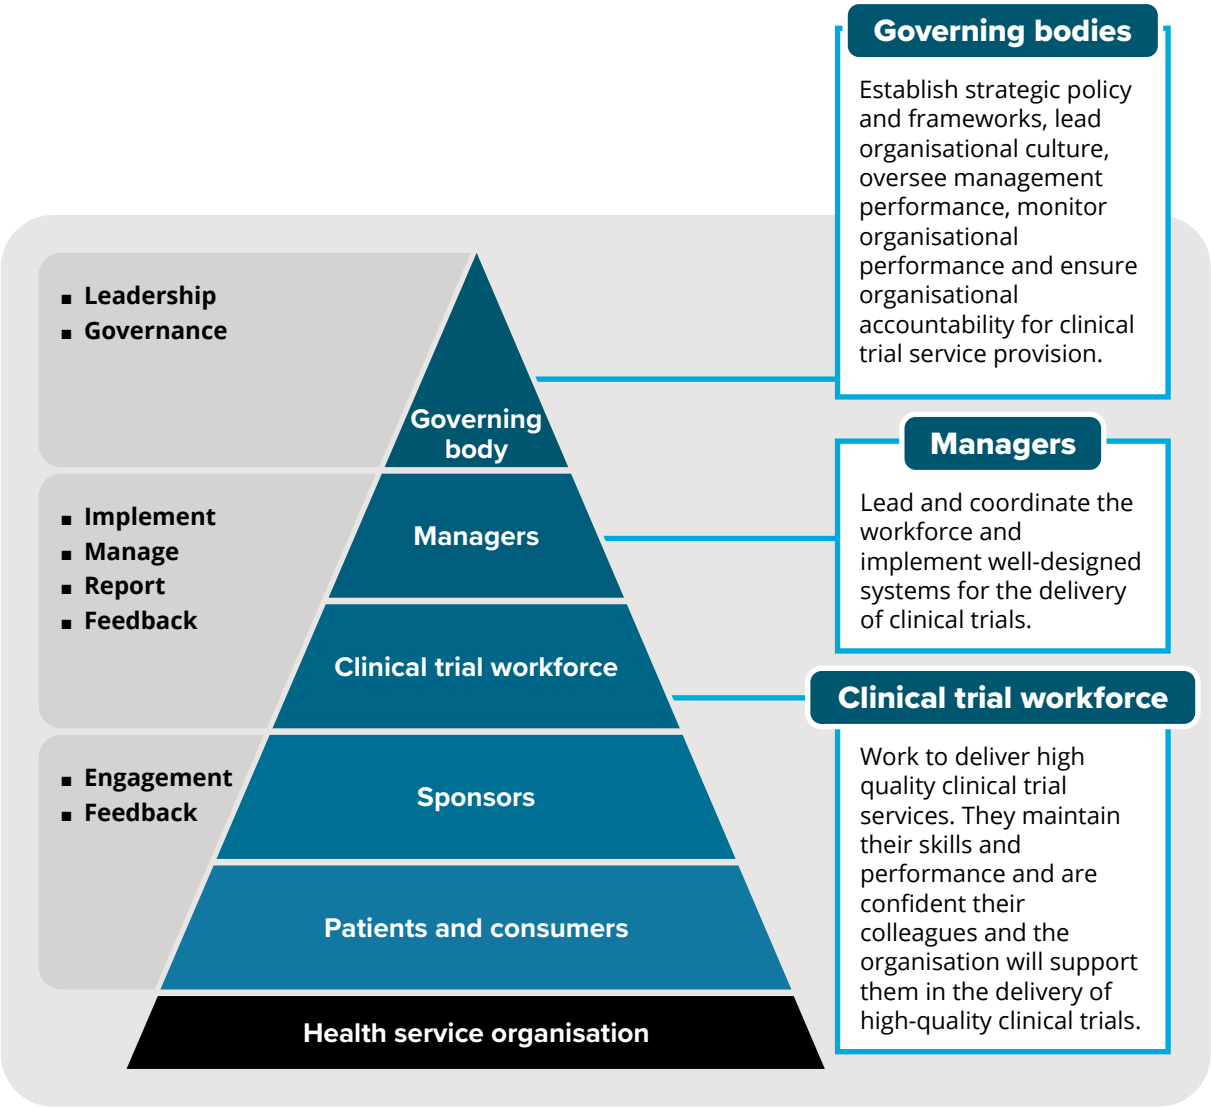 Governing bodies
Establish strategic policy
and frameworks, lead
organisational culture,
oversee management
performance, monitor
organisational
performance and ensure
organisational
accountability for clinical
trial service provision.
▪ Leadership
▪ Governance
Governing
body
Managers
Lead and coordinate the
workforce and
implement well-designed
systems for the delivery
of clinical trials.
▪ Implement
▪ Manage
▪ Report
▪ Feedback
Managers
Clinical trial workforce
Clinical trial workforce
Work to deliver high
quality clinical trial
services. They maintain
their skills and
performance and are
confident their
colleagues and the
organisation will support
them in the delivery of
high-quality clinical trials.
▪ Engagement
▪ Feedback
Sponsors
Patients and consumers
Health service organisation